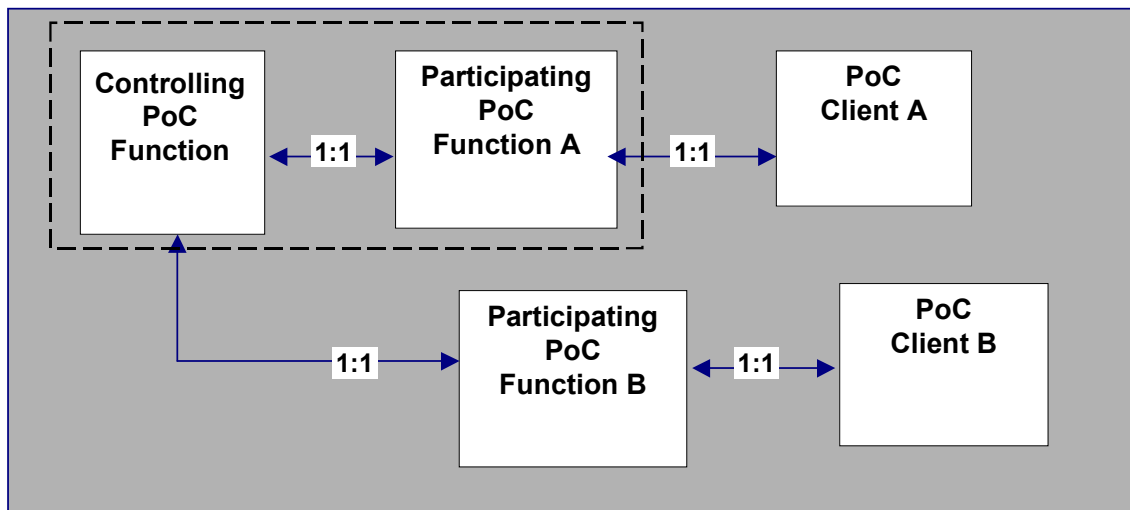 Controlling
PoC
Function
1:1
Participating
PoC
Function A
1:1
PoC
Client A
1:1
Participating
PoC
Function B
1:1
PoC
Client B